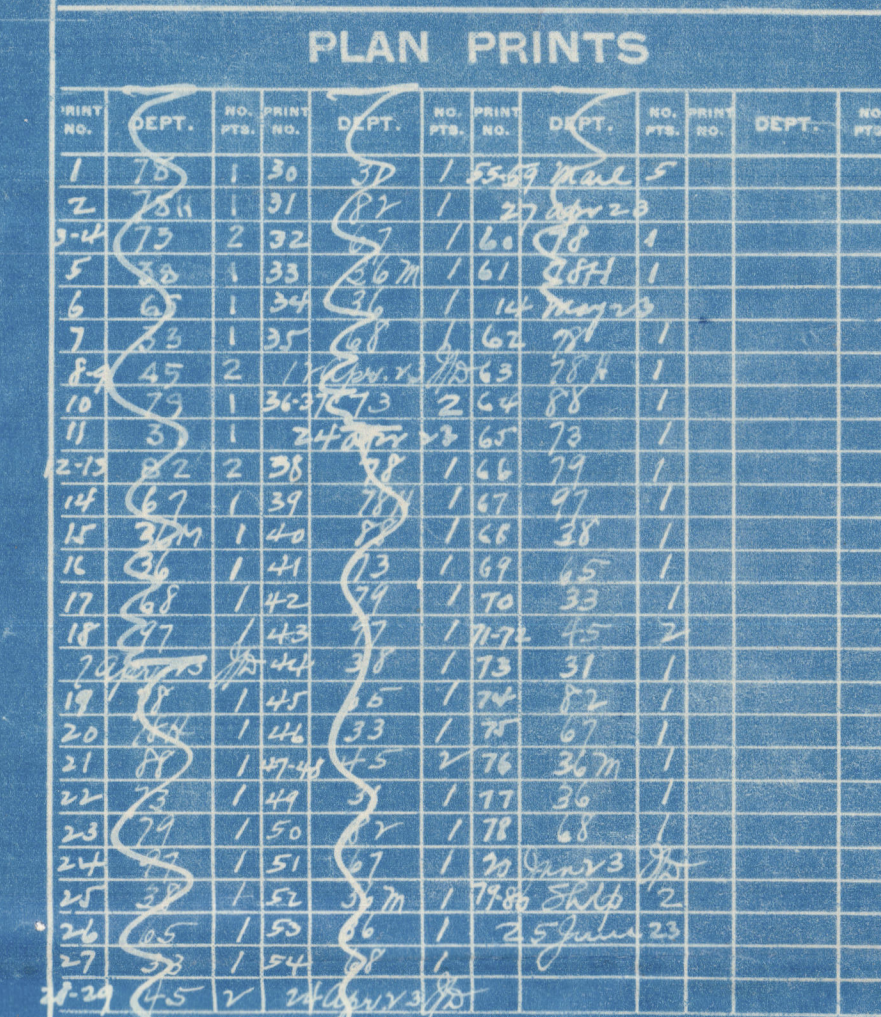 PLAN PRINTS
PRINT NO. DEPT. NO. PTS. PRINT NO. DEPT. NO. PTS. PRINT NO. DEPT. NO. PTS. PRINT NO. DEPT. NO. PTS
1 78 1 30 1 55-59 Mail 5
2 78H 1 31 82 1 27 Apr 23
3-4 73 2 32 67 1 60 78 1
5 88 1 33 36M 1 61 78H 1
6 65 1 34 36 1 14 May 23
7 33 1 35 68 1 62 78 1
45 2 Apr. 23 JD 63 78H 1
10 79 1 36-37 73 2 64 88 1
11 3 1 24 Apr 23 65 73 1
12-13 82 2 38 78 1 66 79 1
14 67 1 39 78H 1 67 97 1
15 36M 1 40 88 1 68 38 1
16 36 1 41 73 1 69 65 1
17 68 1 42 79 1 70 33 1
18 97 1 43 97 1 71-72 45 2
7 Apr 23 JD 44 38 1 73 31 1
19 78 1 45 65 1 74 82 1
20 78H 1 46 33 1 75 67 1
21 88 1 47-48 45 2 76 36M 1
22 73 1 49 31 1 77 36 1
23 79 1 50 82 1 78 68 1
24 97 1 51 67 1 20 Jun 23 JD
25 38 1 52 36M 1 79-80 2
26 65 1 53 36 1 25 June 23
27 33 1 54 68 1
28-29 45 2 24 Apr. 23 JD